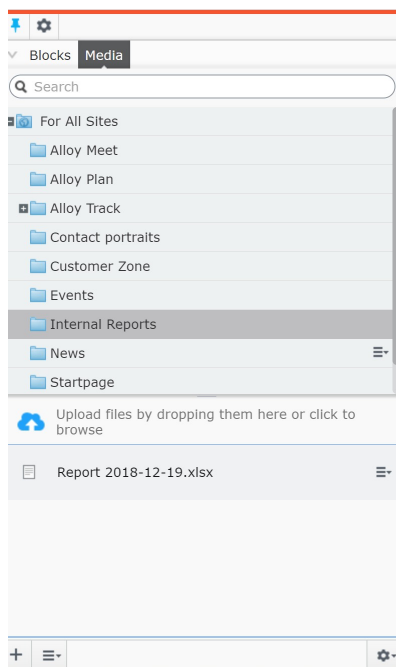 Blocks Media
Search
For All Sites
Alloy Meet
Alloy Plan
Alloy Track
Contact portraits
Customer Zone
Events
Internal Reports
News
Startpage
Upload files by dropping them here or click to
browse
Report 2018-12-19.xlsx